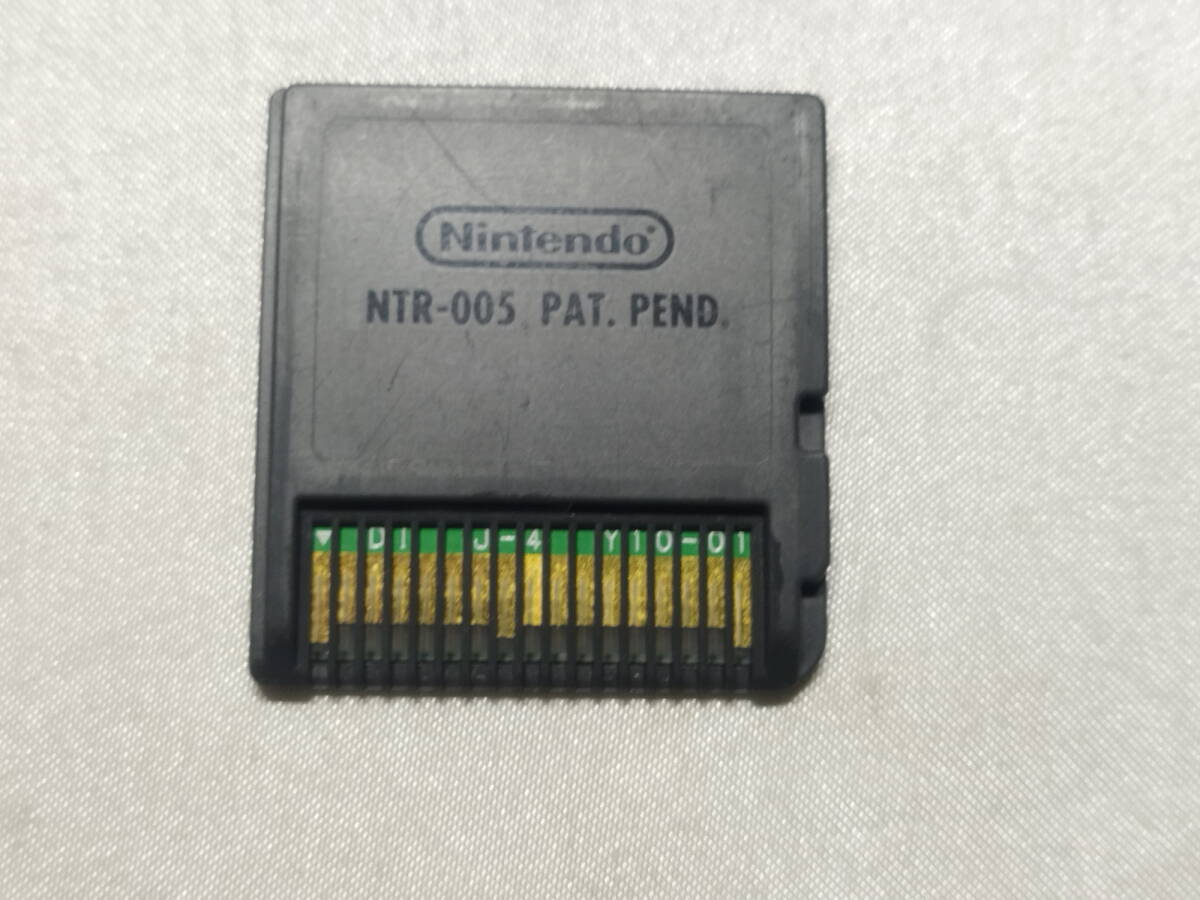 Nintendo®
NTR-005 PAT. PEND.
▼ DI J-4 Y10-01